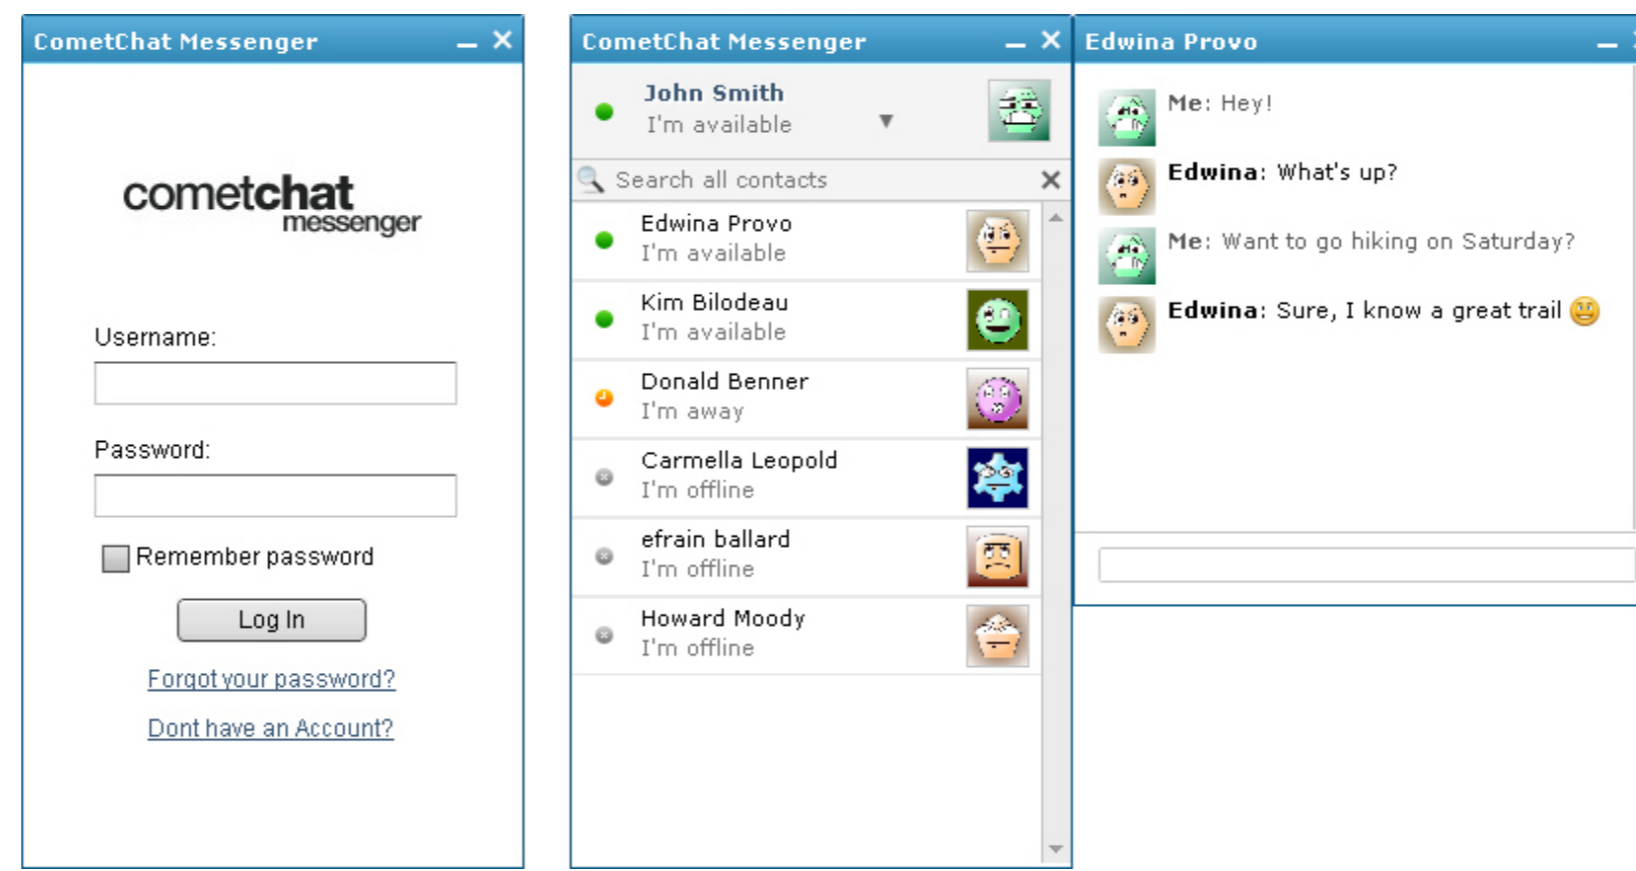 CometChat Messenger
cometchat
messenger
Username:
Password:
Remember password
Log In
Forgot your password?
Dont have an Account?
CometChat Messenger
John Smith
I'm available
Search all contacts
Edwina Provo
I'm available
Kim Bilodeau
I'm available
Donald Benner
I'm away
Carmella Leopold
I'm offline
efrain ballard
I'm offline
Howard Moody
I'm offline
Edwina Provo
Me: Hey!
Edwina: What's up?
Me: Want to go hiking on Saturday?
Edwina: Sure, I know a great trail